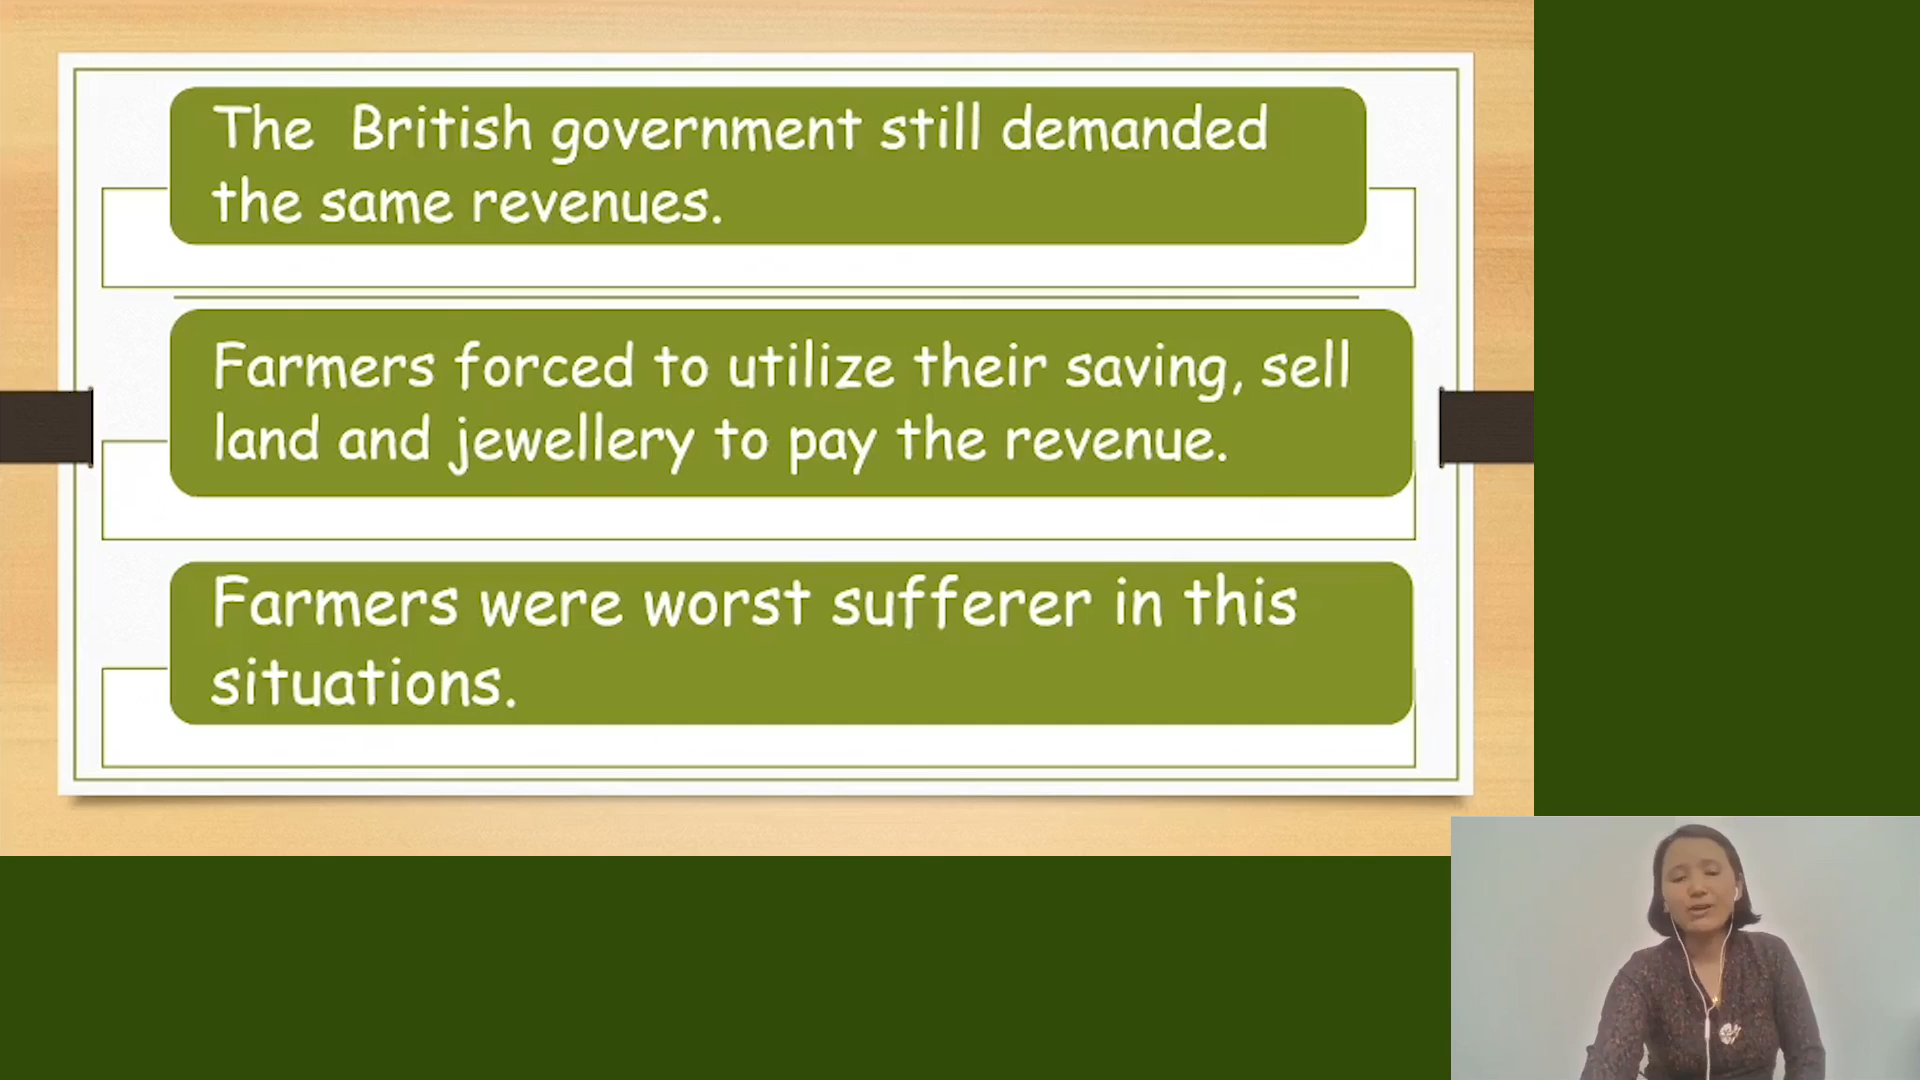 The British government still demanded
the same revenues.
Farmers forced to utilize their saving, sell
land and jewellery to pay the revenue.
Farmers were worst sufferer in this
situations.